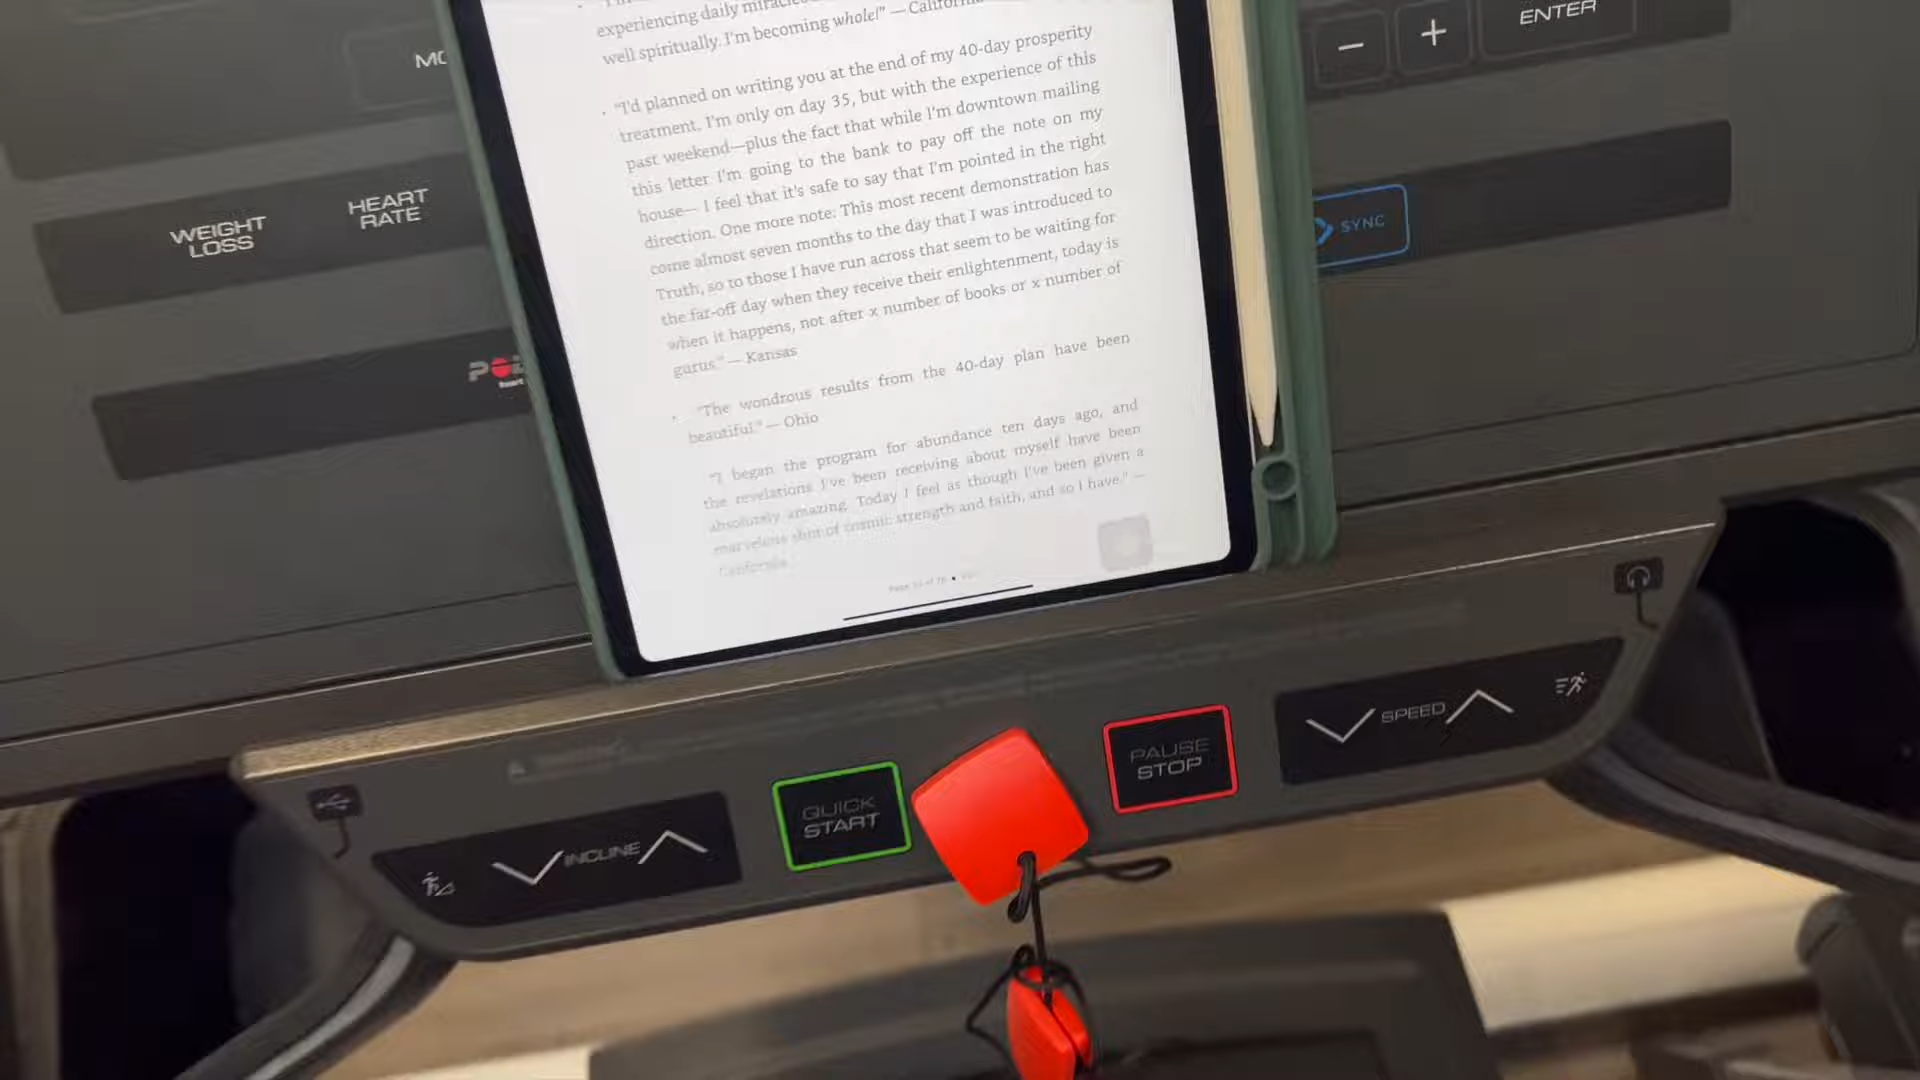 experiencing daily
well spiritually. I'm becoming whole!" —
"I'd planned on writing you at the end of my 40-day prosperity
treatment. I'm only on day 35, but with the experience of this
past weekend—plus the fact that while I'm downtown mailing
this letter I'm going to the bank to pay off the note on my
house— I feel that it's safe to say that I'm pointed in the right
direction. One more note: This most recent demonstration has
come almost seven months to the day that I was introduced to
Truth, so to those I have run across that seem to be waiting for
the far-off day when they receive their enlightenment, today is
when it happens, not after x number of books or x number of
gurus." — Kansas
"The wondrous results from the 40-day plan have been
beautiful." — Ohio
"I began the program for abundance ten days ago, and
the revelations I've been receiving about myself have been
absolutely amazing. Today I feel as though I've been given a
marvelous shot of cosmic strength and faith, and so I have." —
California
WEIGHT
LOSS
HEART
RATE
− +
ENTER
SYNC
INCLINE
QUICK
START
PAUSE
STOP
SPEED